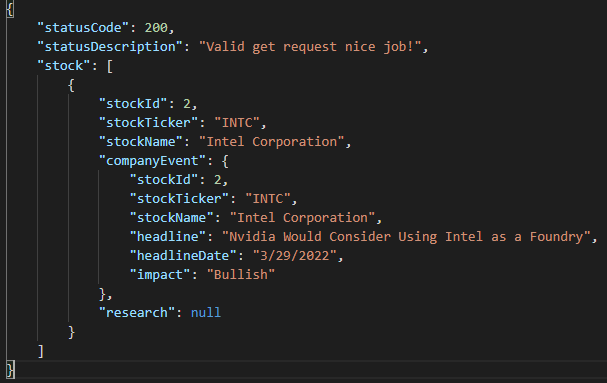 {
    "statusCode": 200,
    "statusDescription": "Valid get request nice job!",
    "stock": [
        {
            "stockId": 2,
            "stockTicker": "INTC",
            "stockName": "Intel Corporation",
            "companyEvent": {
                "stockId": 2,
                "stockTicker": "INTC",
                "stockName": "Intel Corporation",
                "headline": "Nvidia Would Consider Using Intel as a Foundry",
                "headlineDate": "3/29/2022",
                "impact": "Bullish"
            },
            "research": null
        }
    ]
}